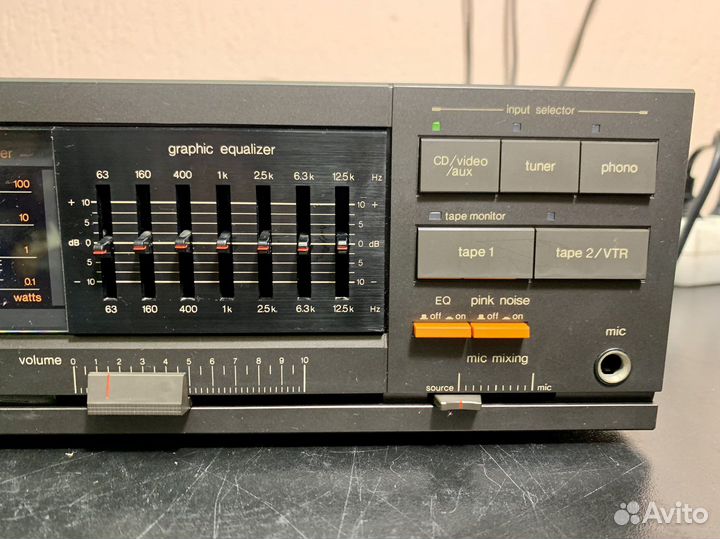 input selector
graphic equalizer
CD/video
/aux
tuner
phono
63 160 400 1k 2.5k 6.3k 12.5k Hz
+ 10 10 +
5 5
dB 0 0 dB
5 5
- 10 10 -
63 160 400 1k 2.5k 6.3k 12.5k Hz
100
10
1
0.1
watts
tape monitor
tape 1
tape 2/VTR
EQ pink noise
off on off on
mic
mic mixing
source mic
volume 0 1 2 3 4 5 6 7 8 9 10
Avito